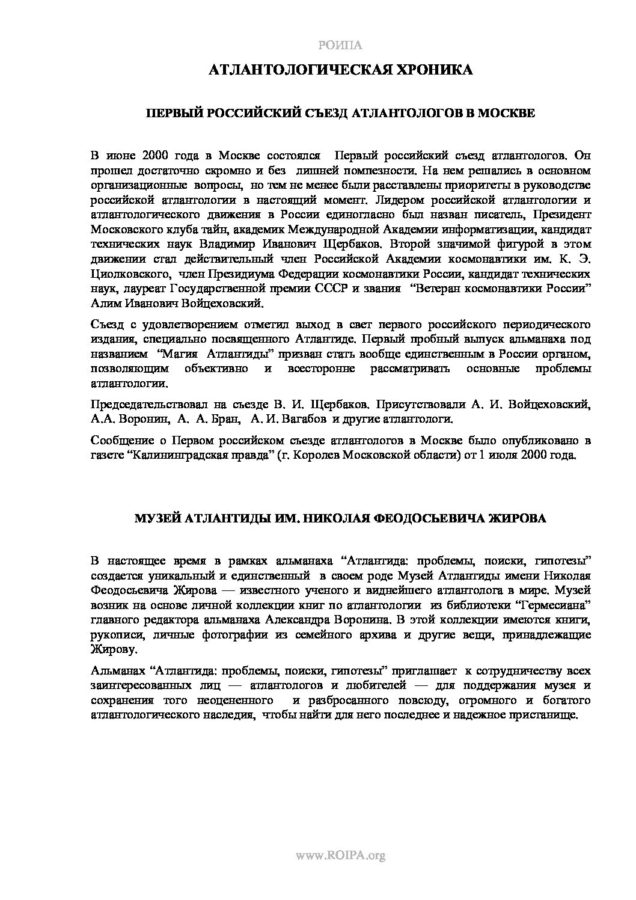 РОИПА
АТЛАНТОЛОГИЧЕСКАЯ ХРОНИКА
ПЕРВЫЙ РОССИЙСКИЙ СЪЕЗД АТЛАНТОЛОГОВ В МОСКВЕ
В июне 2000 года в Москве состоялся Первый российский съезд атлантологов. Он
прошел достаточно скромно и без лишней помпезности. На нем решались в основном
организационные вопросы, но тем не менее были расставлены приоритеты в руководстве
российской атлантологии в настоящий момент. Лидером российской атлантологии и
атлантологического движения в России единогласно был назван писатель, Президент
Московского клуба тайн, академик Международной Академии информатизации, кандидат
технических наук Владимир Иванович Щербаков. Второй значимой фигурой в этом
движении стал действительный член Российской Академии космонавтики им. К. Э.
Циолковского, член Президиума Федерации космонавтики России, кандидат технических
наук, лауреат Государственной премии СССР и звания “Ветеран космонавтики России”
Алим Иванович Войцеховский.
Съезд с удовлетворением отметил выход в свет первого российского периодического
издания, специально посвященного Атлантиде. Первый пробный выпуск альманаха под
названием “Магия Атлантиды” призван стать вообще единственным в России органом,
позволяющим объективно и всесторонне рассматривать основные проблемы
атлантологии.
Председательствовал на съезде В. И. Щербаков. Присутствовали А. И. Войцеховский,
А.А. Воронин, А. А. Бран, А. И. Вагабов и другие атлантологи.
Сообщение о Первом российском съезде атлантологов в Москве было опубликовано в
газете “Калининградская правда” (г. Королев Московской области) от 1 июля 2000 года.
МУЗЕЙ АТЛАНТИДЫ ИМ. НИКОЛАЯ ФЕОДОСЬЕВИЧА ЖИРОВА
В настоящее время в рамках альманаха “Атлантида: проблемы, поиски, гипотезы”
создается уникальный и единственный в своем роде Музей Атлантиды имени Николая
Феодосьевича Жирова — известного ученого и виднейшего атлантолога в мире. Музей
возник на основе личной коллекции книг по атлантологии из библиотеки “Гермесиана”
главного редактора альманаха Александра Воронина. В этой коллекции имеются книги,
рукописи, личные фотографии из семейного архива и другие вещи, принадлежащие
Жирову.
Альманах “Атлантида: проблемы, поиски, гипотезы” приглашает к сотрудничеству всех
заинтересованных лиц — атлантологов и любителей — для поддержания музея и
сохранения того неоцененного и разбросанного повсюду, огромного и богатого
атлантологического наследия, чтобы найти для него последнее и надежное пристанище.
www.ROIPA.org